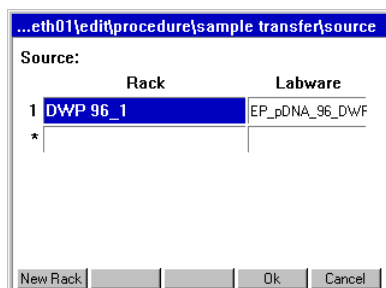 ...eth01\edit\procedure\sample transfer\source
Source:
Rack Labware
1 DWP 96_1 EP_pDNA_96_DWF
*
New Rack Ok Cancel